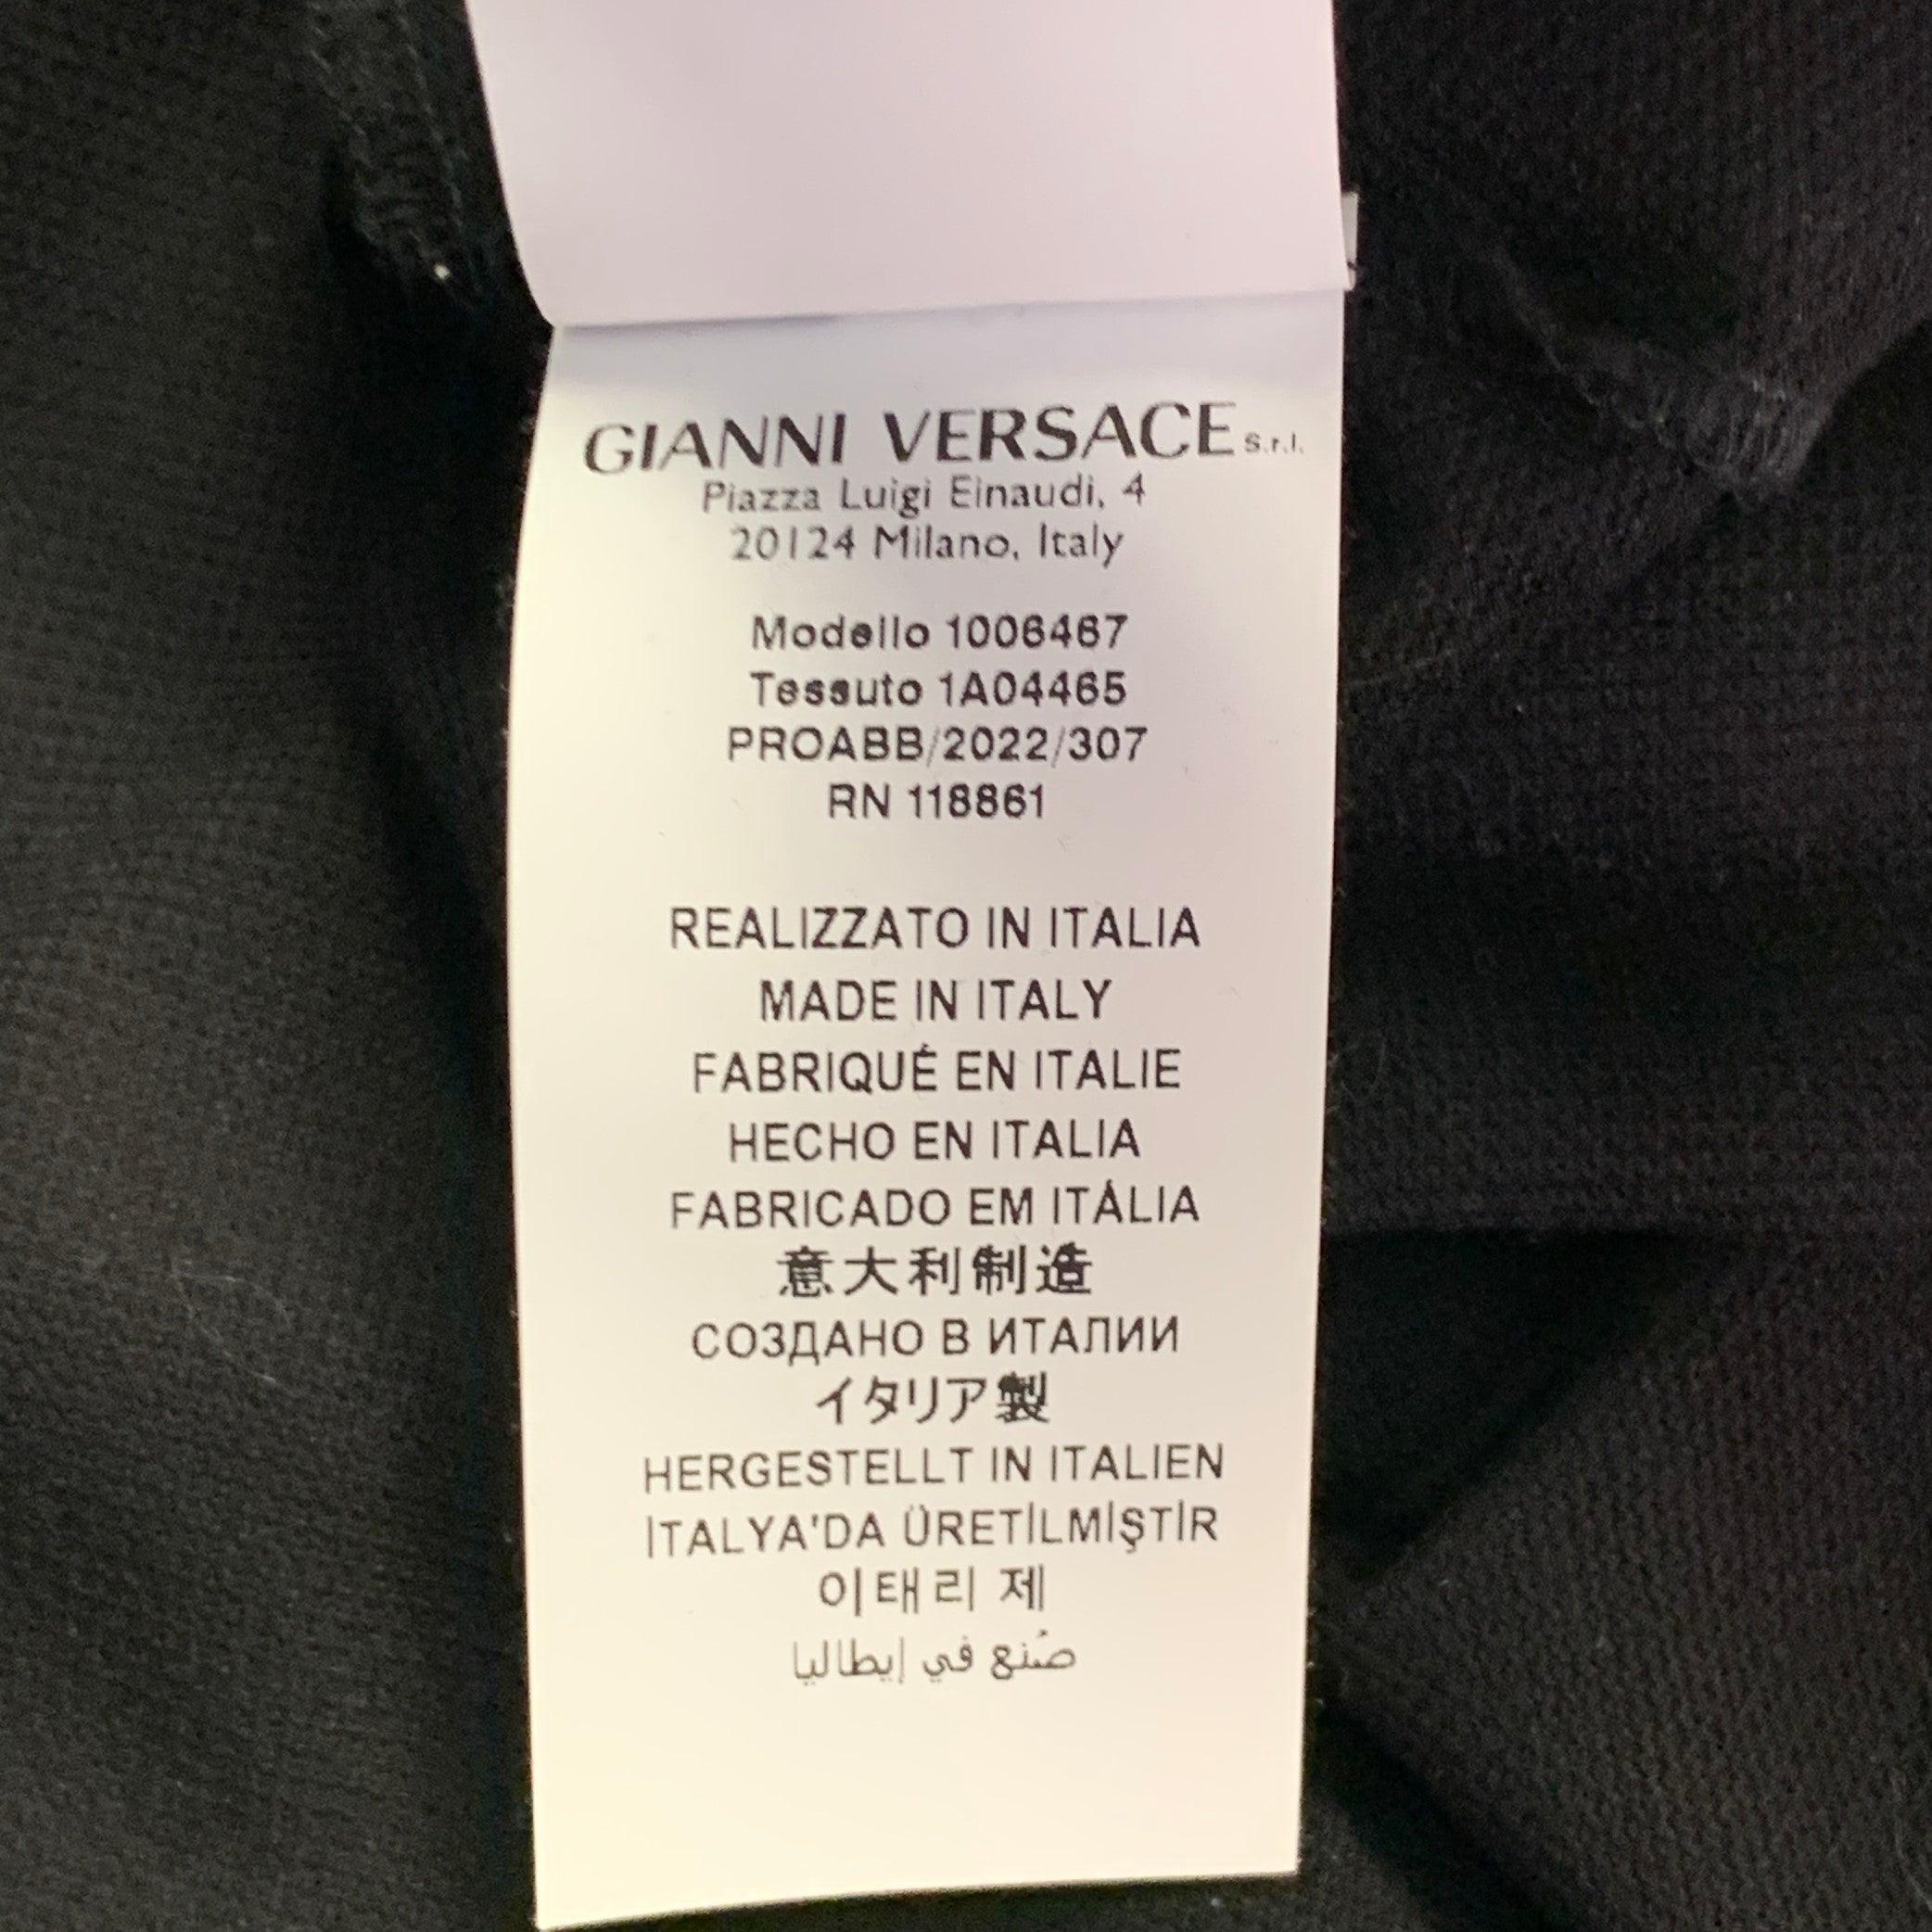 GIANNI VERSACE S.r.l.
Piazza Luigi Einaudi, 4
20124 Milano, Italy
Modello 1006467
Tessuto 1A04465
PROABB/2022/307
RN 118861
REALIZZATO IN ITALIA
MADE IN ITALY
FABRIQUÉ EN ITALIE
HECHO EN ITALIA
FABRICADO EM ITÁLIA
意大利制造
СОЗДАНО В ИТАЛИИ
イタリア製
HERGESTELLT IN ITALIEN
İTALYA'DA ÜRETİLMİŞTİR
이태리 제
صُنع في إيطاليا